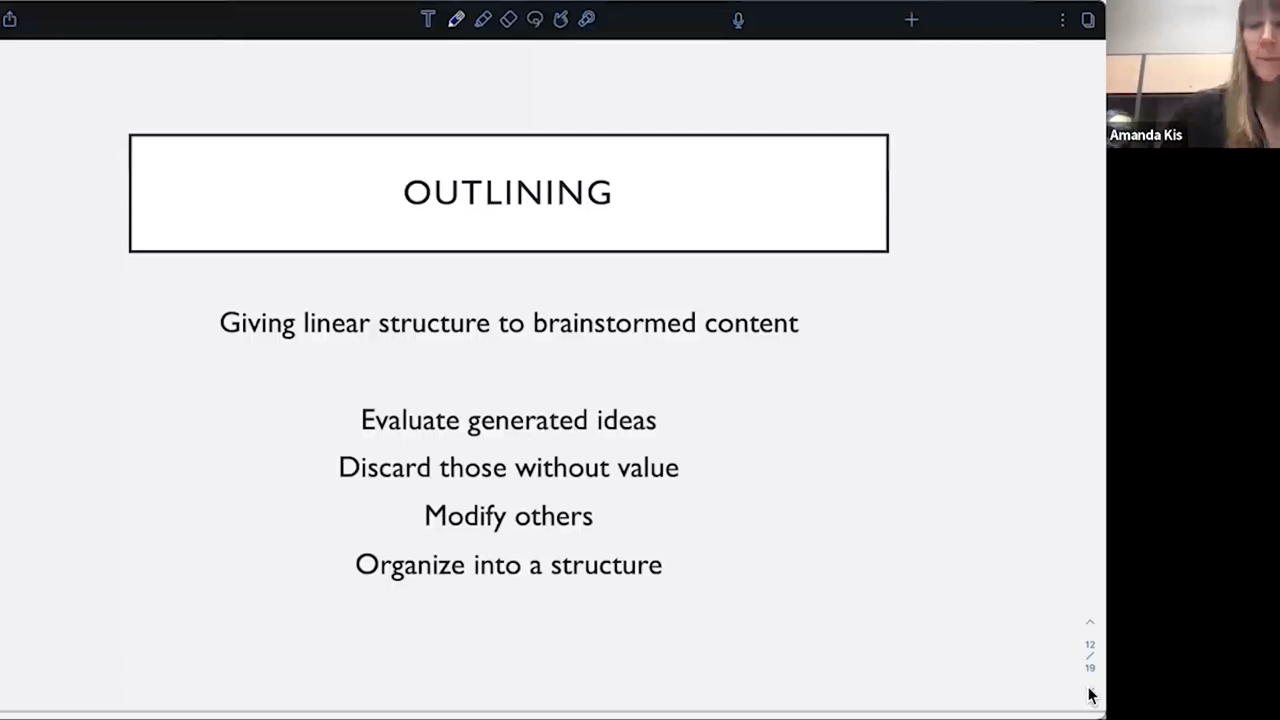 Amanda Kis
OUTLINING
Giving linear structure to brainstormed content
Evaluate generated ideas
Discard those without value
Modify others
Organize into a structure
12
/
19